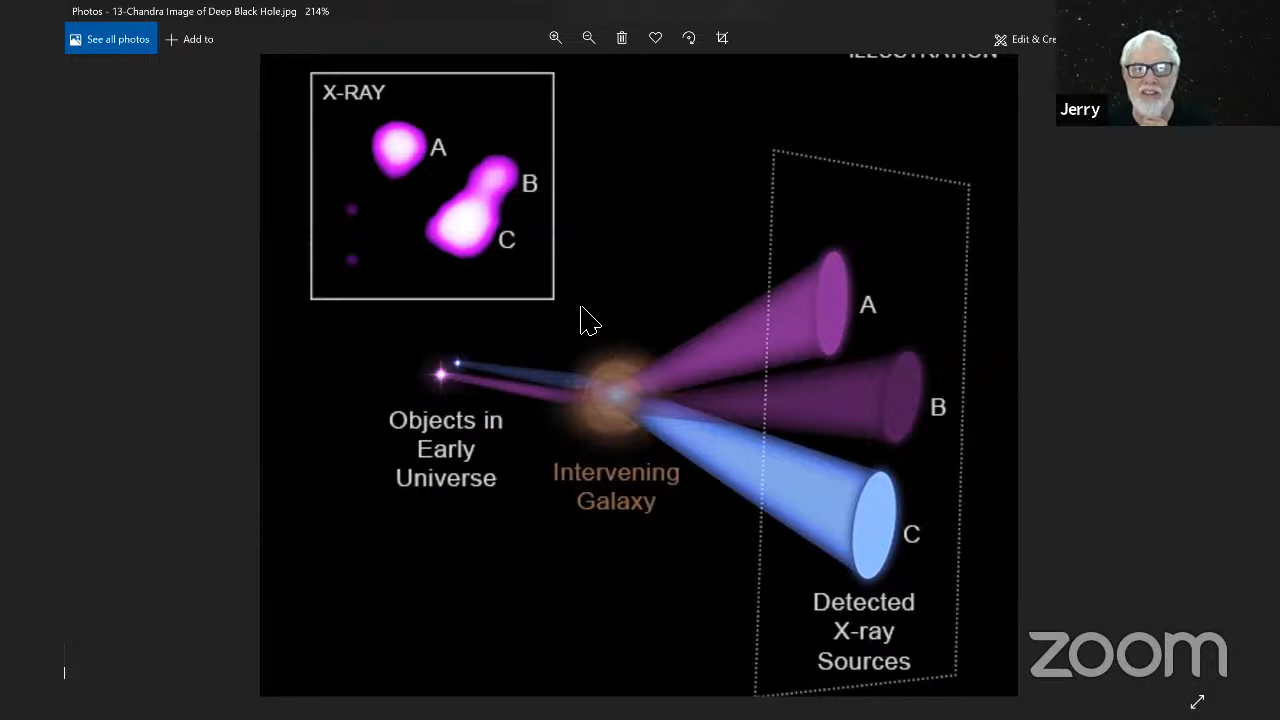 Photos - 13-Chandra Image of Deep Black Hole.jpg 214%
See all photos
Add to
Edit & Cre
ILLUSTRATION
Jerry
X-RAY
A
B
C
A
B
C
Objects in
Early
Universe
Intervening
Galaxy
Detected
X-ray
Sources
zoom